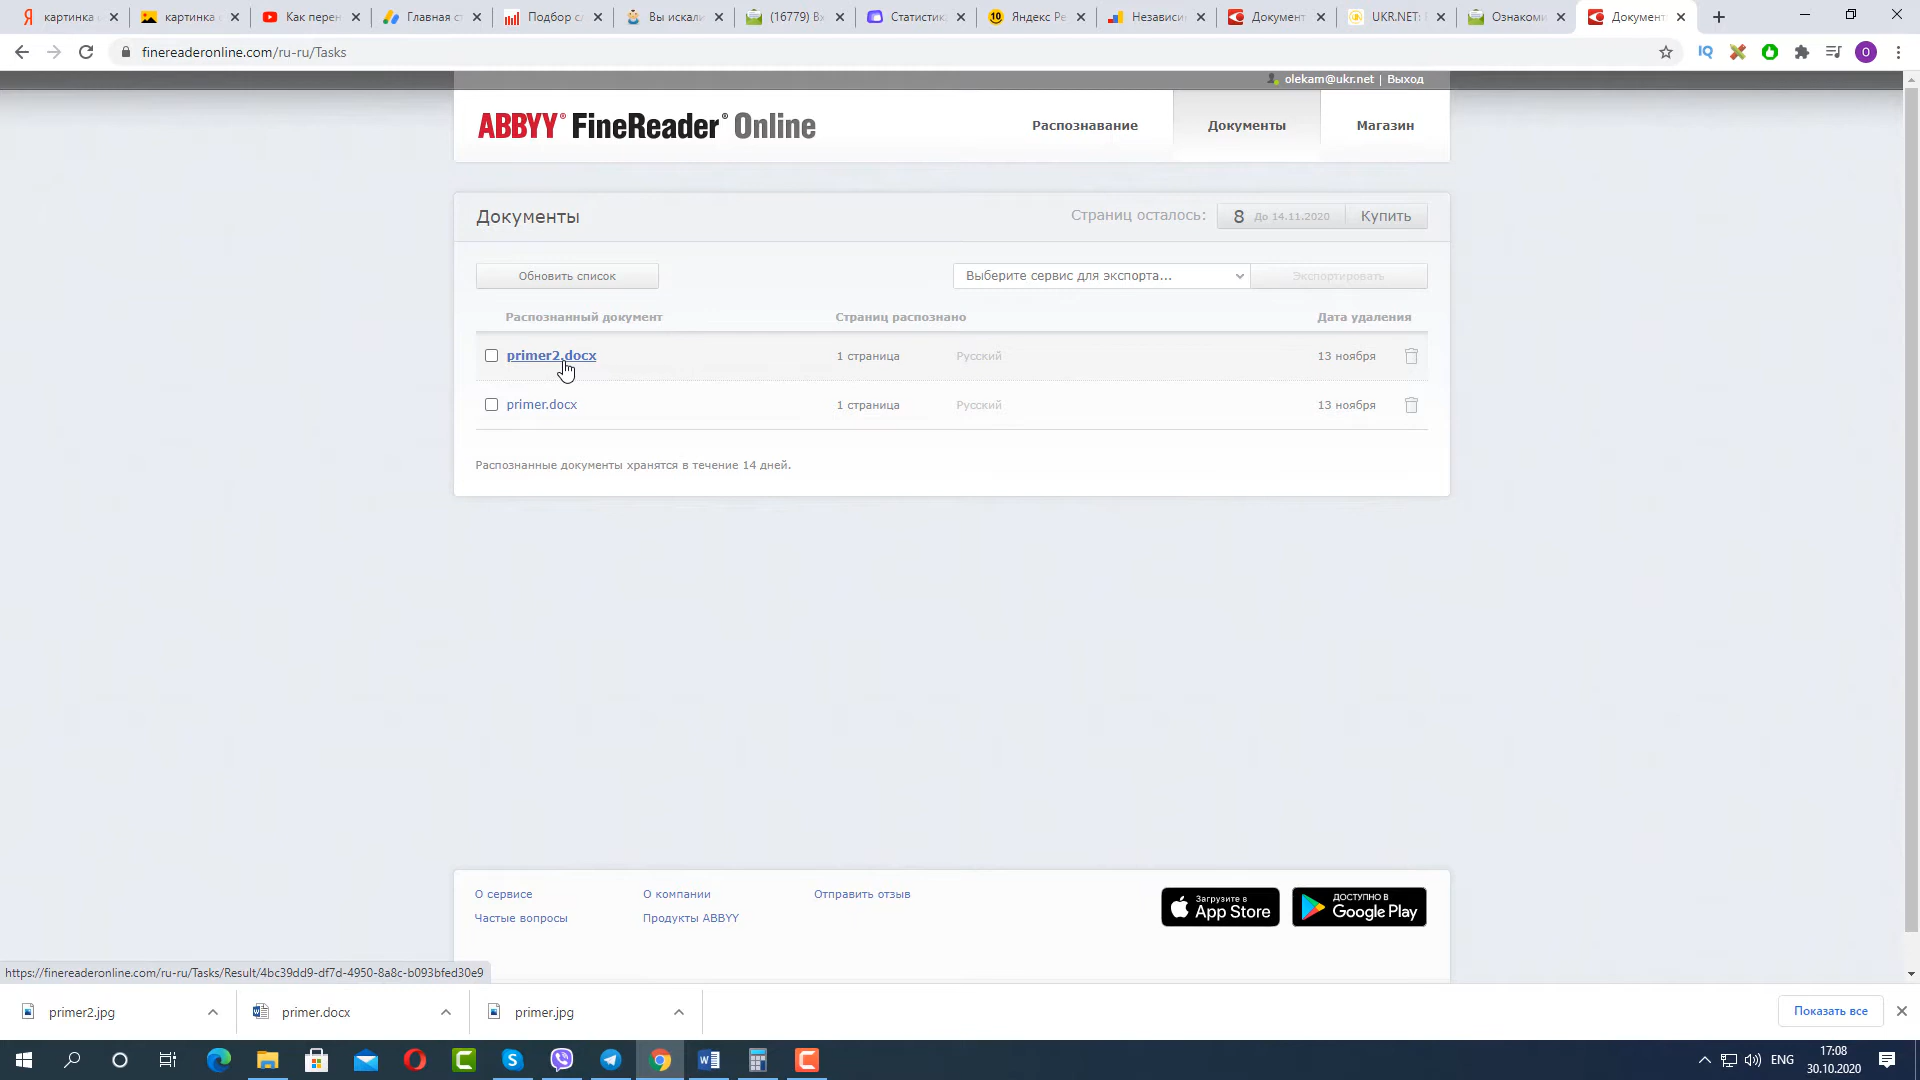 картинка
картинка
Как перен
Главная с
Подбор сл
Вы искали
(16779) Вх
Статистик
Яндекс Ре
Независи
Документ
UKR.NET:
Ознакоми
Документ
finereaderonline.com/ru-ru/Tasks
IQ
O
olekam@ukr.net | Выход
ABBYY® FineReader® Online
Распознавание
Документы
Магазин
Документы
Страниц осталось:
8
До 14.11.2020
Купить
Обновить список
Выберите сервис для экспорта...
Экспортировать
Распознанный документ
Страниц распознано
Дата удаления
primer2.docx
1 страница
Русский
13 ноября
primer.docx
1 страница
Русский
13 ноября
Распознанные документы хранятся в течение 14 дней.
О сервисе
О компании
Отправить отзыв
Частые вопросы
Продукты ABBYY
Загрузите в
App Store
ДОСТУПНО В
Google Play
https://finereaderonline.com/ru-ru/Tasks/Result/4bc39dd9-df7d-4950-8a8c-b093bfed30e9
primer2.jpg
primer.docx
primer.jpg
Показать все
ENG
17:08
30.10.2020